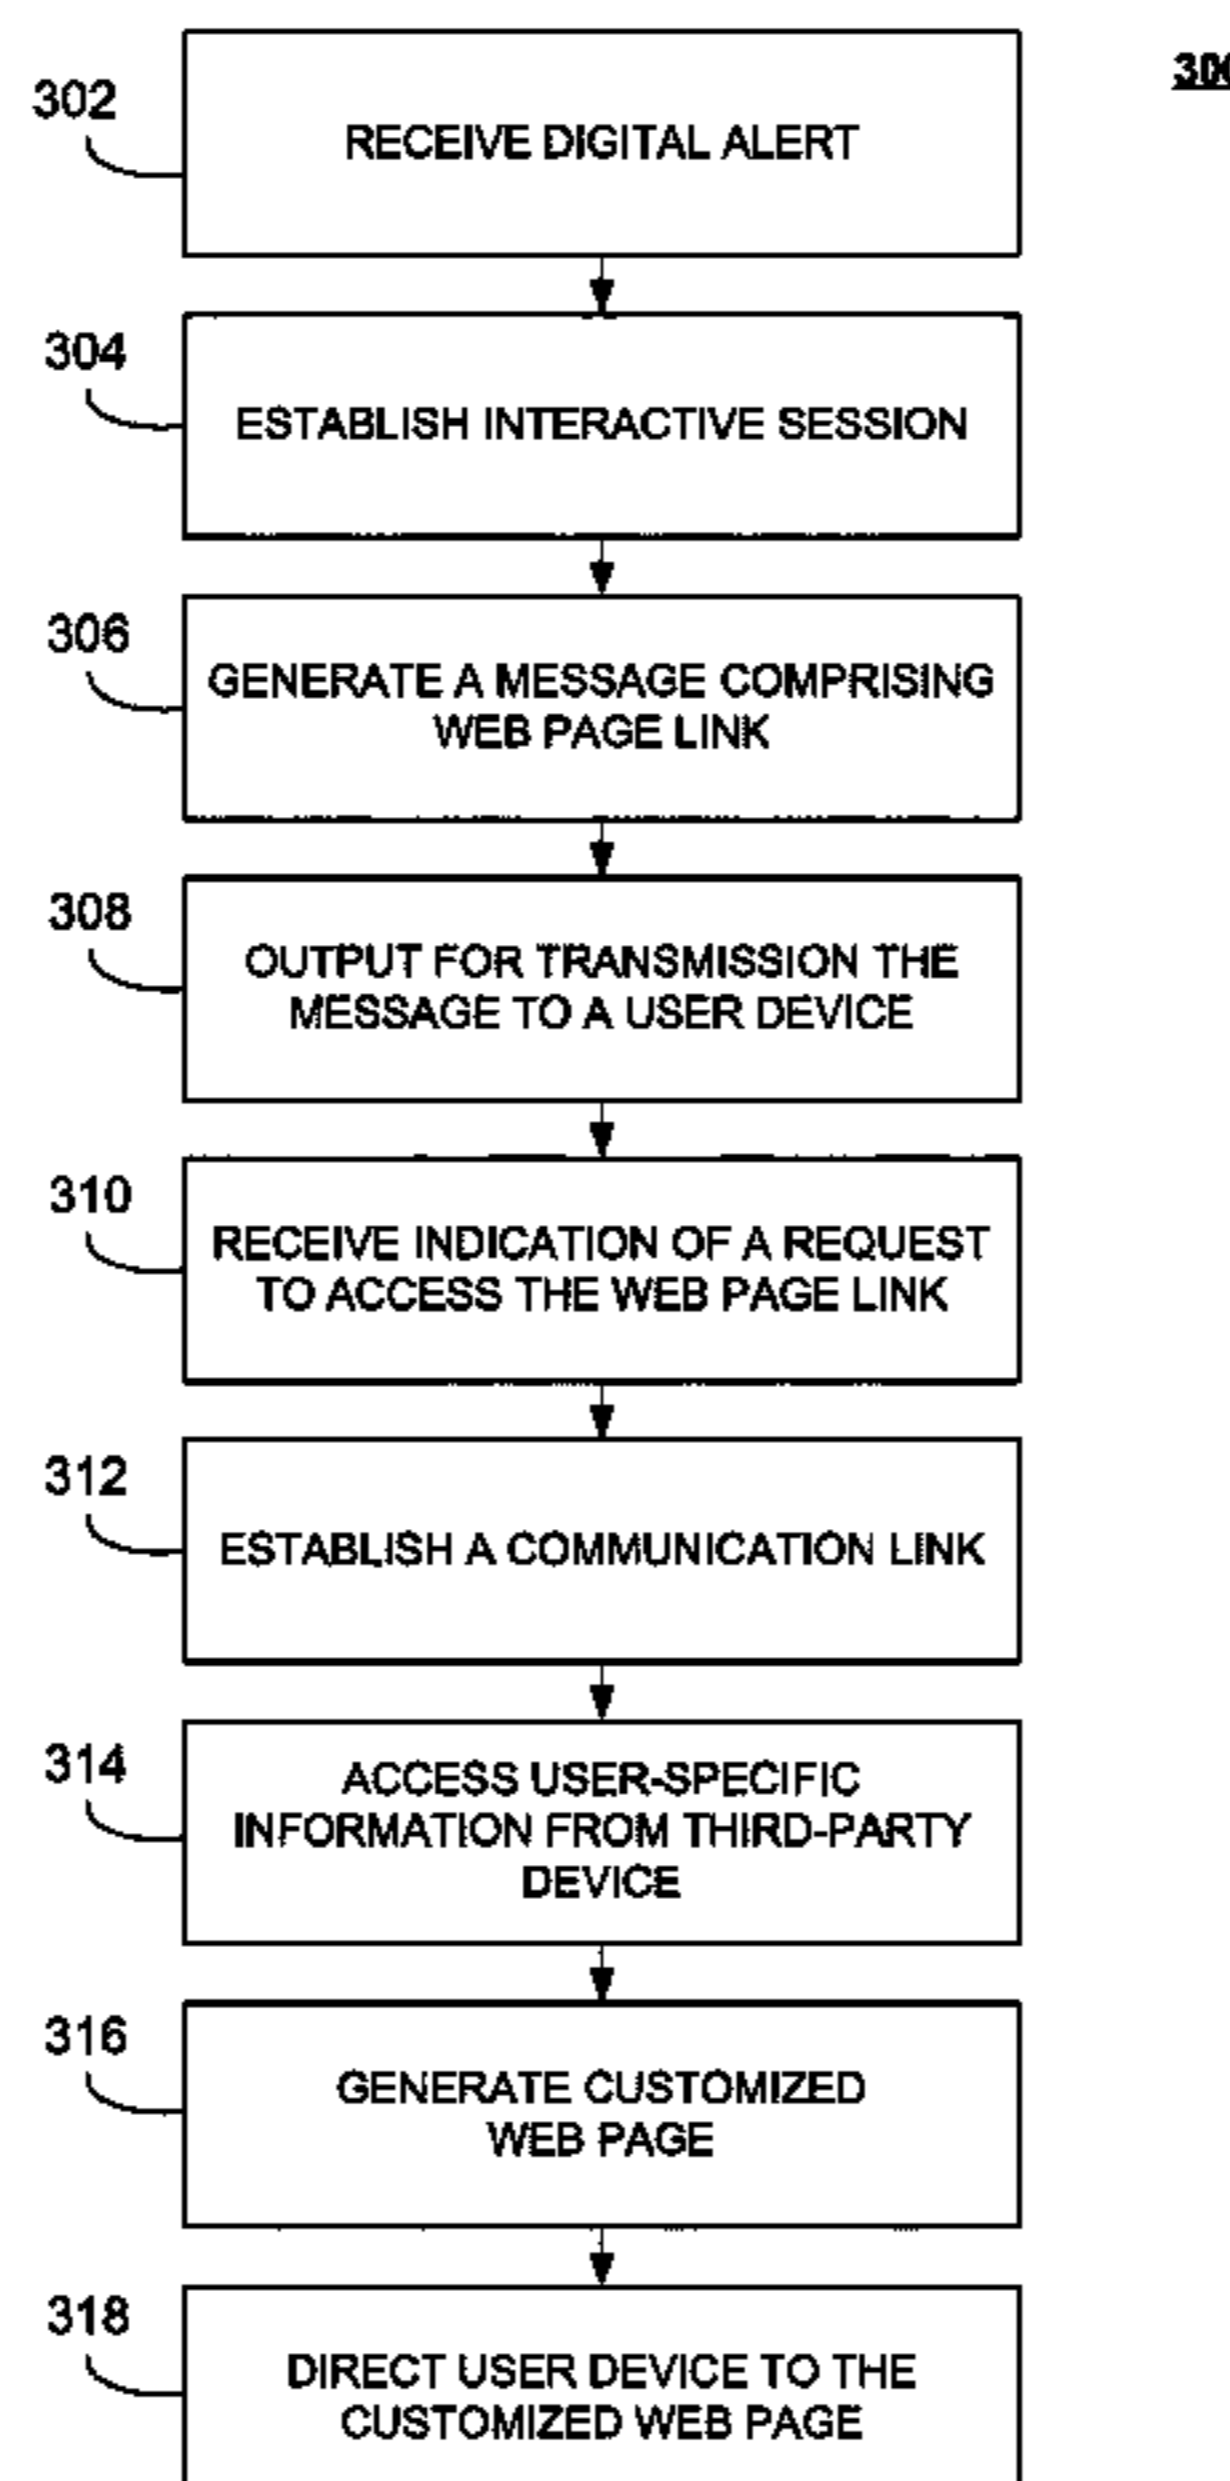 300
302
RECEIVE DIGITAL ALERT
304
ESTABLISH INTERACTIVE SESSION
306
GENERATE A MESSAGE COMPRISING
WEB PAGE LINK
308
OUTPUT FOR TRANSMISSION THE
MESSAGE TO A USER DEVICE
310
RECEIVE INDICATION OF A REQUEST
TO ACCESS THE WEB PAGE LINK
312
ESTABLISH A COMMUNICATION LINK
314
ACCESS USER-SPECIFIC
INFORMATION FROM THIRD-PARTY
DEVICE
316
GENERATE CUSTOMIZED
WEB PAGE
318
DIRECT USER DEVICE TO THE
CUSTOMIZED WEB PAGE